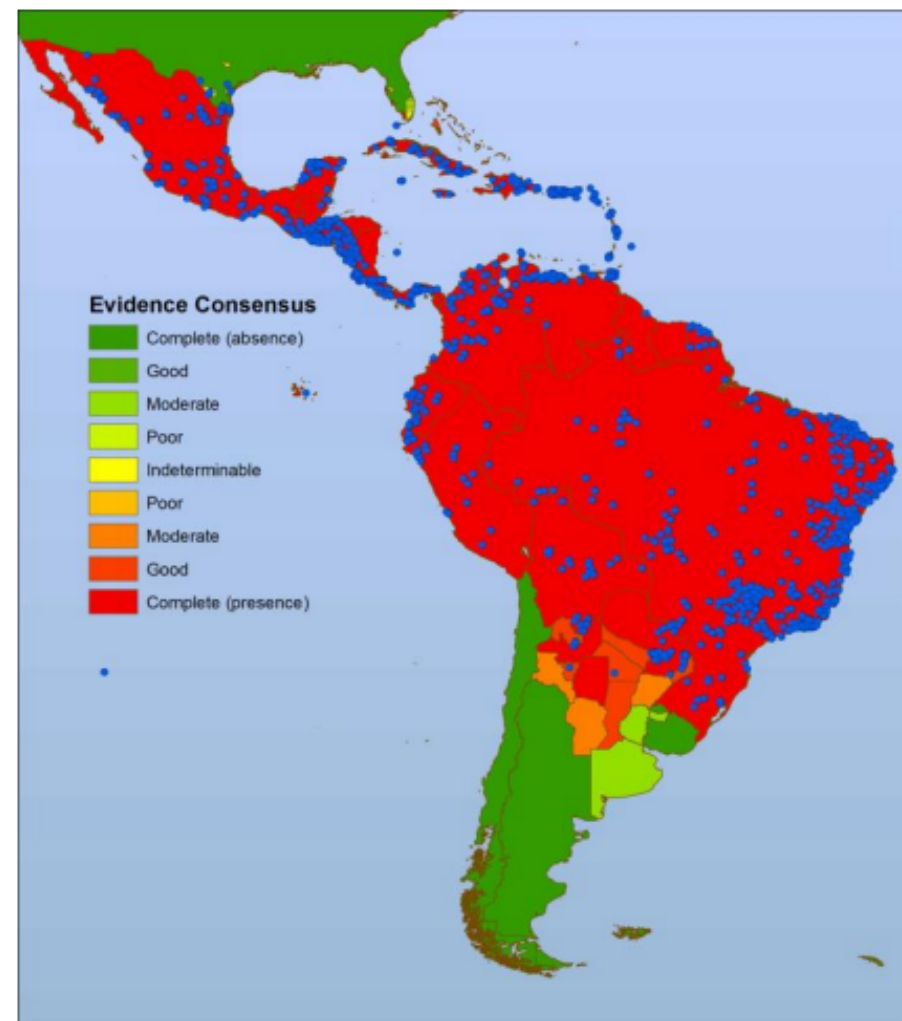 Evidence Consensus
Complete (absence)
Good
Moderate
Poor
Indeterminable
Poor
Moderate
Good
Complete (presence)